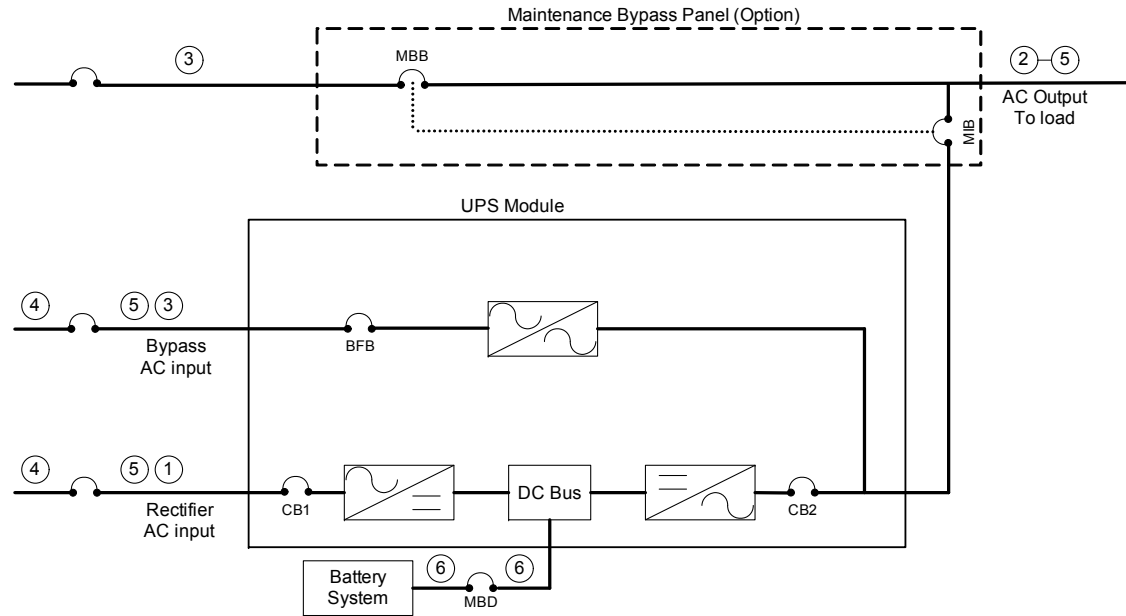 Maintenance Bypass Panel (Option)
3
MBB
2
5
AC Output
To load
MIB
UPS Module
4
5
3
Bypass
AC input
BFB
4
5
1
Rectifier
AC input
CB1
DC Bus
CB2
Battery
System
6
MBD
6